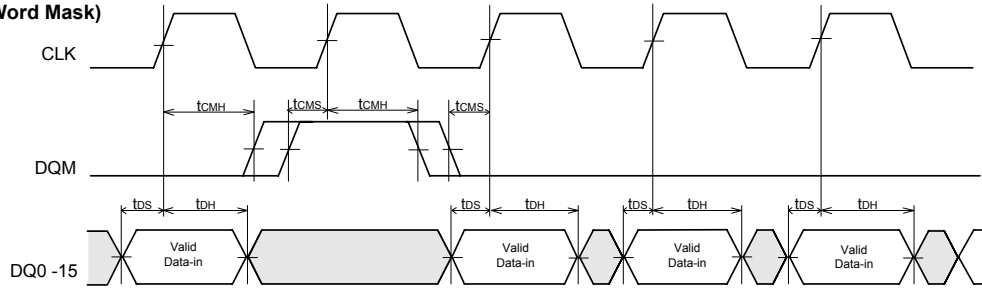 Word Mask)
CLK
tCMH tCMS tCMH tCMS
DQM
tDS tDH tDS tDH tDS tDH tDS tDH
Valid Valid Valid Valid
Data-in Data-in Data-in Data-in
DQ0 -15